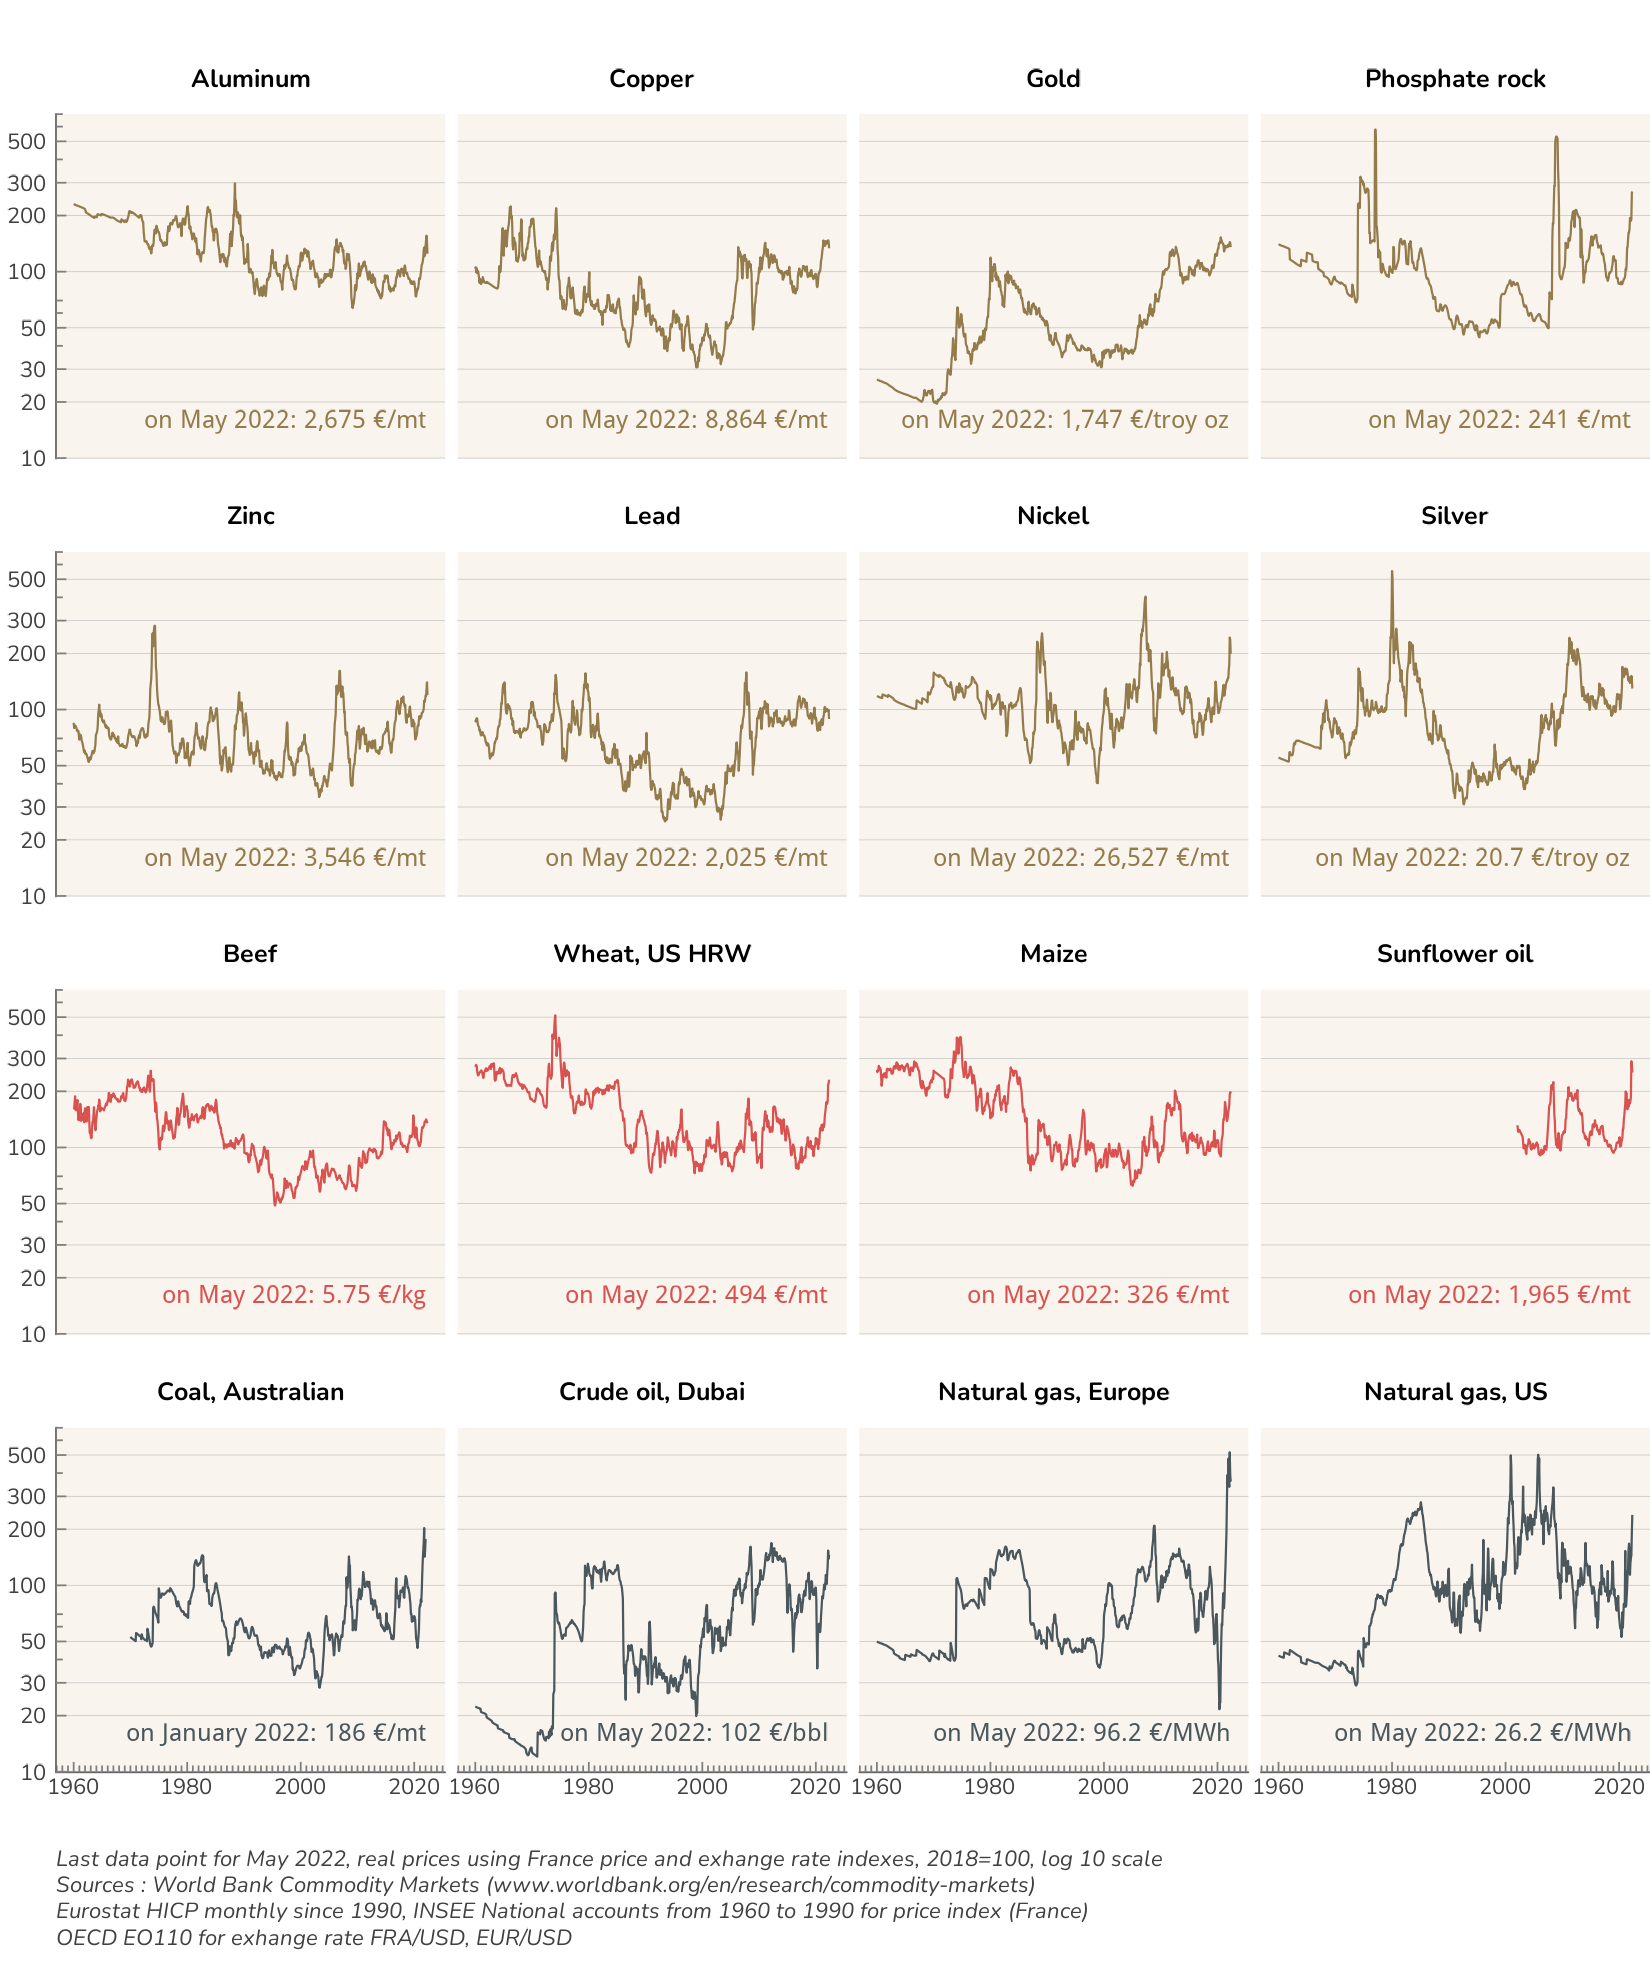 Aluminum Copper Gold Phosphate rock
500
300
200
100
50
30
20
on May 2022: 2,675 €/mt on May 2022: 8,864 €/mt on May 2022: 1,747 €/troy oz on May 2022: 241 €/mt
10
Zinc Lead Nickel Silver
500
300
200
100
50
30
20
on May 2022: 3,546 €/mt on May 2022: 2,025 €/mt on May 2022: 26,527 €/mt on May 2022: 20.7 €/troy oz
10
Beef Wheat, US HRW Maize Sunflower oil
500
300
200
100
50
30
20
on May 2022: 5.75 €/kg on May 2022: 494 €/mt on May 2022: 326 €/mt on May 2022: 1,965 €/mt
10
Coal, Australian Crude oil, Dubai Natural gas, Europe Natural gas, US
500
300
200
100
50
30
20
on January 2022: 186 €/mt on May 2022: 102 €/bbl on May 2022: 96.2 €/MWh on May 2022: 26.2 €/MWh
10
1960 1980 2000 2020 1960 1980 2000 2020 1960 1980 2000 2020 1960 1980 2000 2020
Last data point for May 2022, real prices using France price and exhange rate indexes, 2018=100, log 10 scale
Sources : World Bank Commodity Markets (www.worldbank.org/en/research/commodity-markets)
Eurostat HICP monthly since 1990, INSEE National accounts from 1960 to 1990 for price index (France)
OECD EO110 for exhange rate FRA/USD, EUR/USD